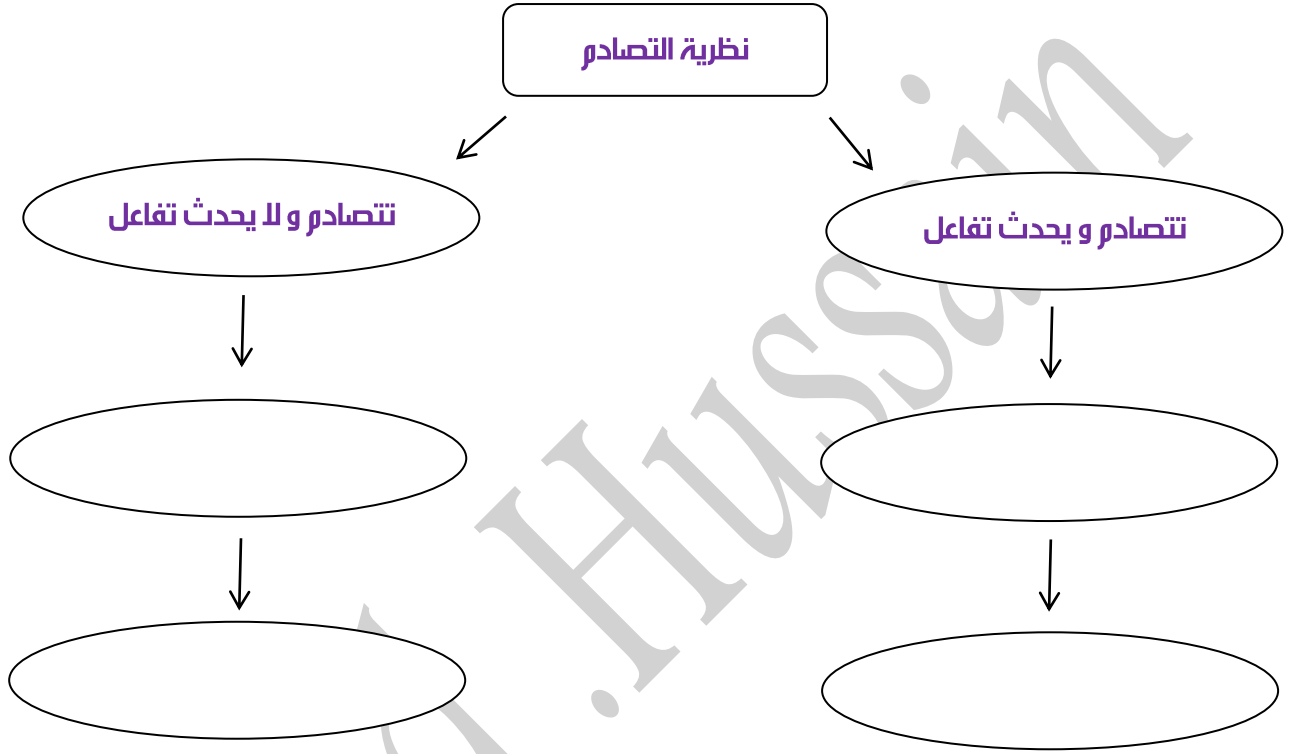 نظرية التصادم
تتصادم و يحدث تفاعل
تتصادم و لا يحدث تفاعل
.Hussain